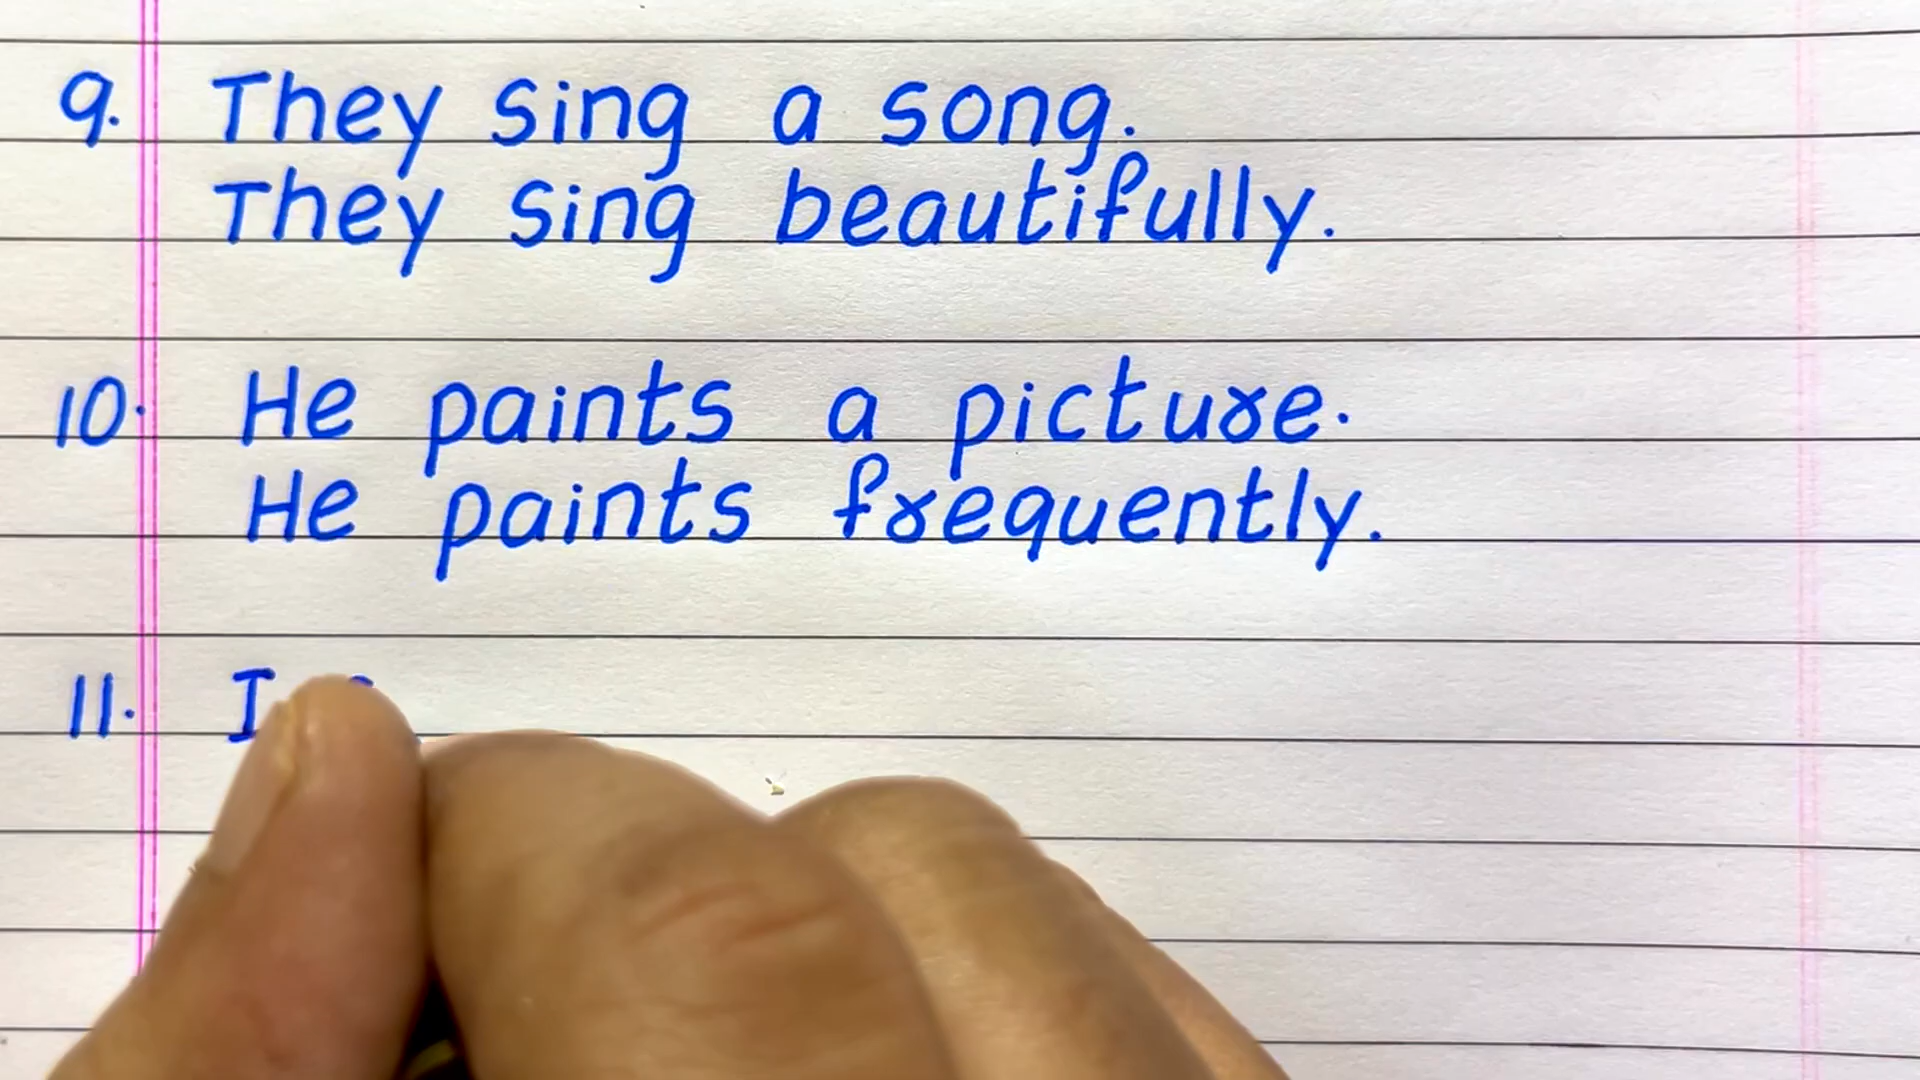 9. They sing a song.
They sing beautifully.
10. He paints a picture.
He paints frequently.
11. I